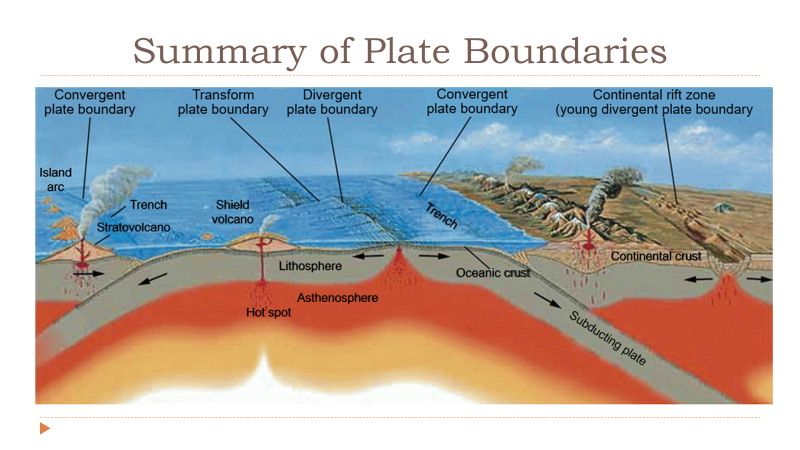 Summary of Plate Boundaries
Convergent
plate boundary
Transform
plate boundary
Divergent
plate boundary
Convergent
plate boundary
Continental rift zone
(young divergent plate boundary
Island
arc
Trench
Stratovolcano
Shield
volcano
Trench
Lithosphere
Oceanic crust
Continental crust
Asthenosphere
Hot spot
Subducting plate